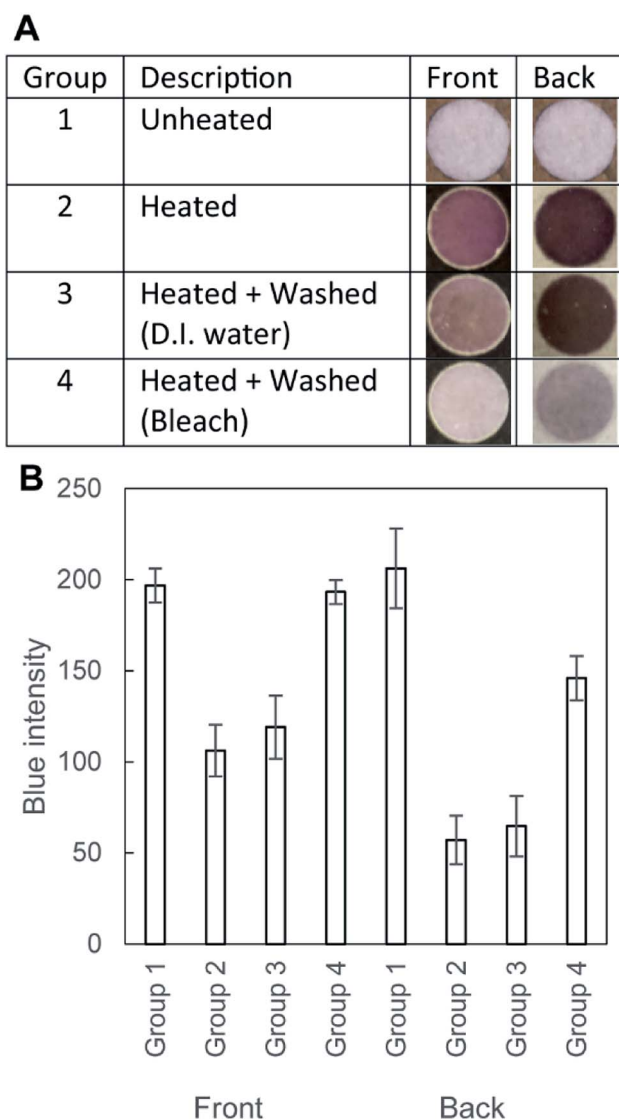 A
Group Description Front Back
1 Unheated
2 Heated
3 Heated + Washed
(D.I. water)
4 Heated + Washed
(Bleach)
B
250
200
150
100
50
0
Blue intensity
Group 1
Group 2
Group 3
Group 4
Group 1
Group 2
Group 3
Group 4
Front Back